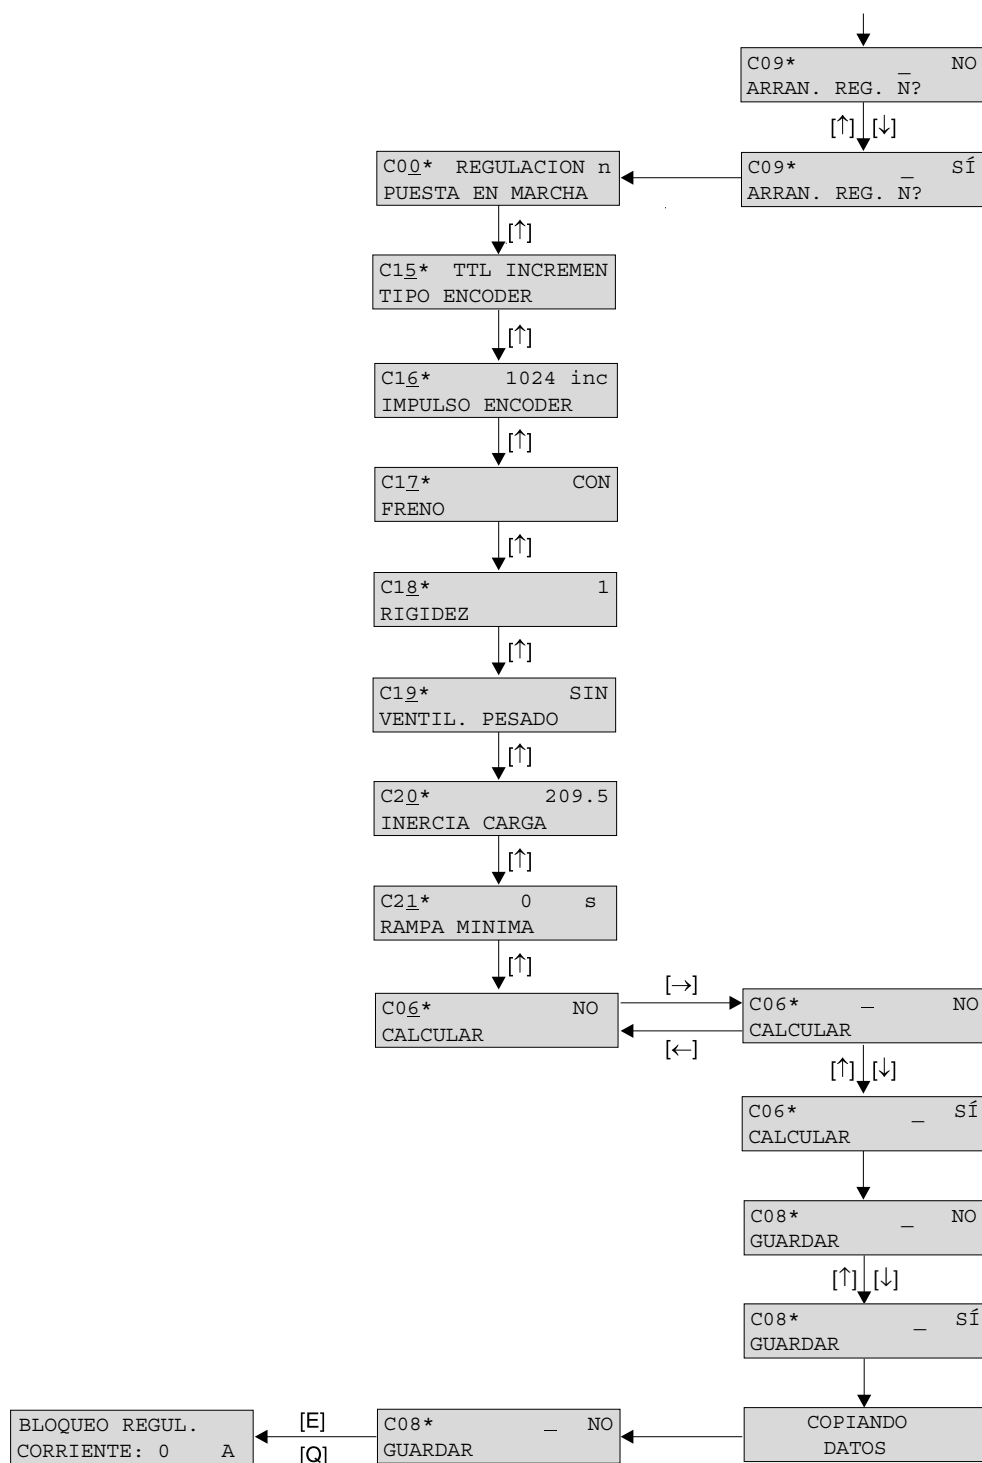 C09* _ NO
ARRAN. REG. N?
[↑] [↓]
C09* _ SÍ
ARRAN. REG. N?
C00* REGULACION n
PUESTA EN MARCHA
[↑]
C15* TTL INCREMEN
TIPO ENCODER
[↑]
C16* 1024 inc
IMPULSO ENCODER
[↑]
C17* CON
FRENO
[↑]
C18* 1
RIGIDEZ
[↑]
C19* SIN
VENTIL. PESADO
[↑]
C20* 209.5
INERCIA CARGA
[↑]
C21* 0 s
RAMPA MINIMA
[↑]
C06* NO
CALCULAR
[→]
[←]
C06* _ NO
CALCULAR
[↑] [↓]
C06* _ SÍ
CALCULAR
C08* _ NO
GUARDAR
[↑] [↓]
C08* _ SÍ
GUARDAR
COPIANDO
DATOS
C08* _ NO
GUARDAR
[E]
[Q]
BLOQUEO REGUL.
CORRIENTE: 0 A